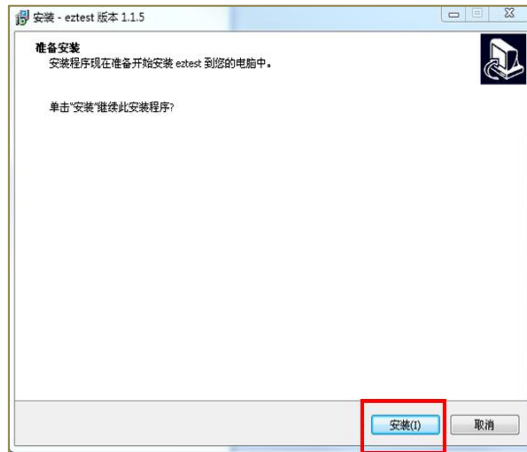 安装 - eztest 版本 1.1.5
准备安装
安装程序现在准备开始安装 eztest 到您的电脑中。
单击"安装"继续此安装程序?
安装(I)
取消